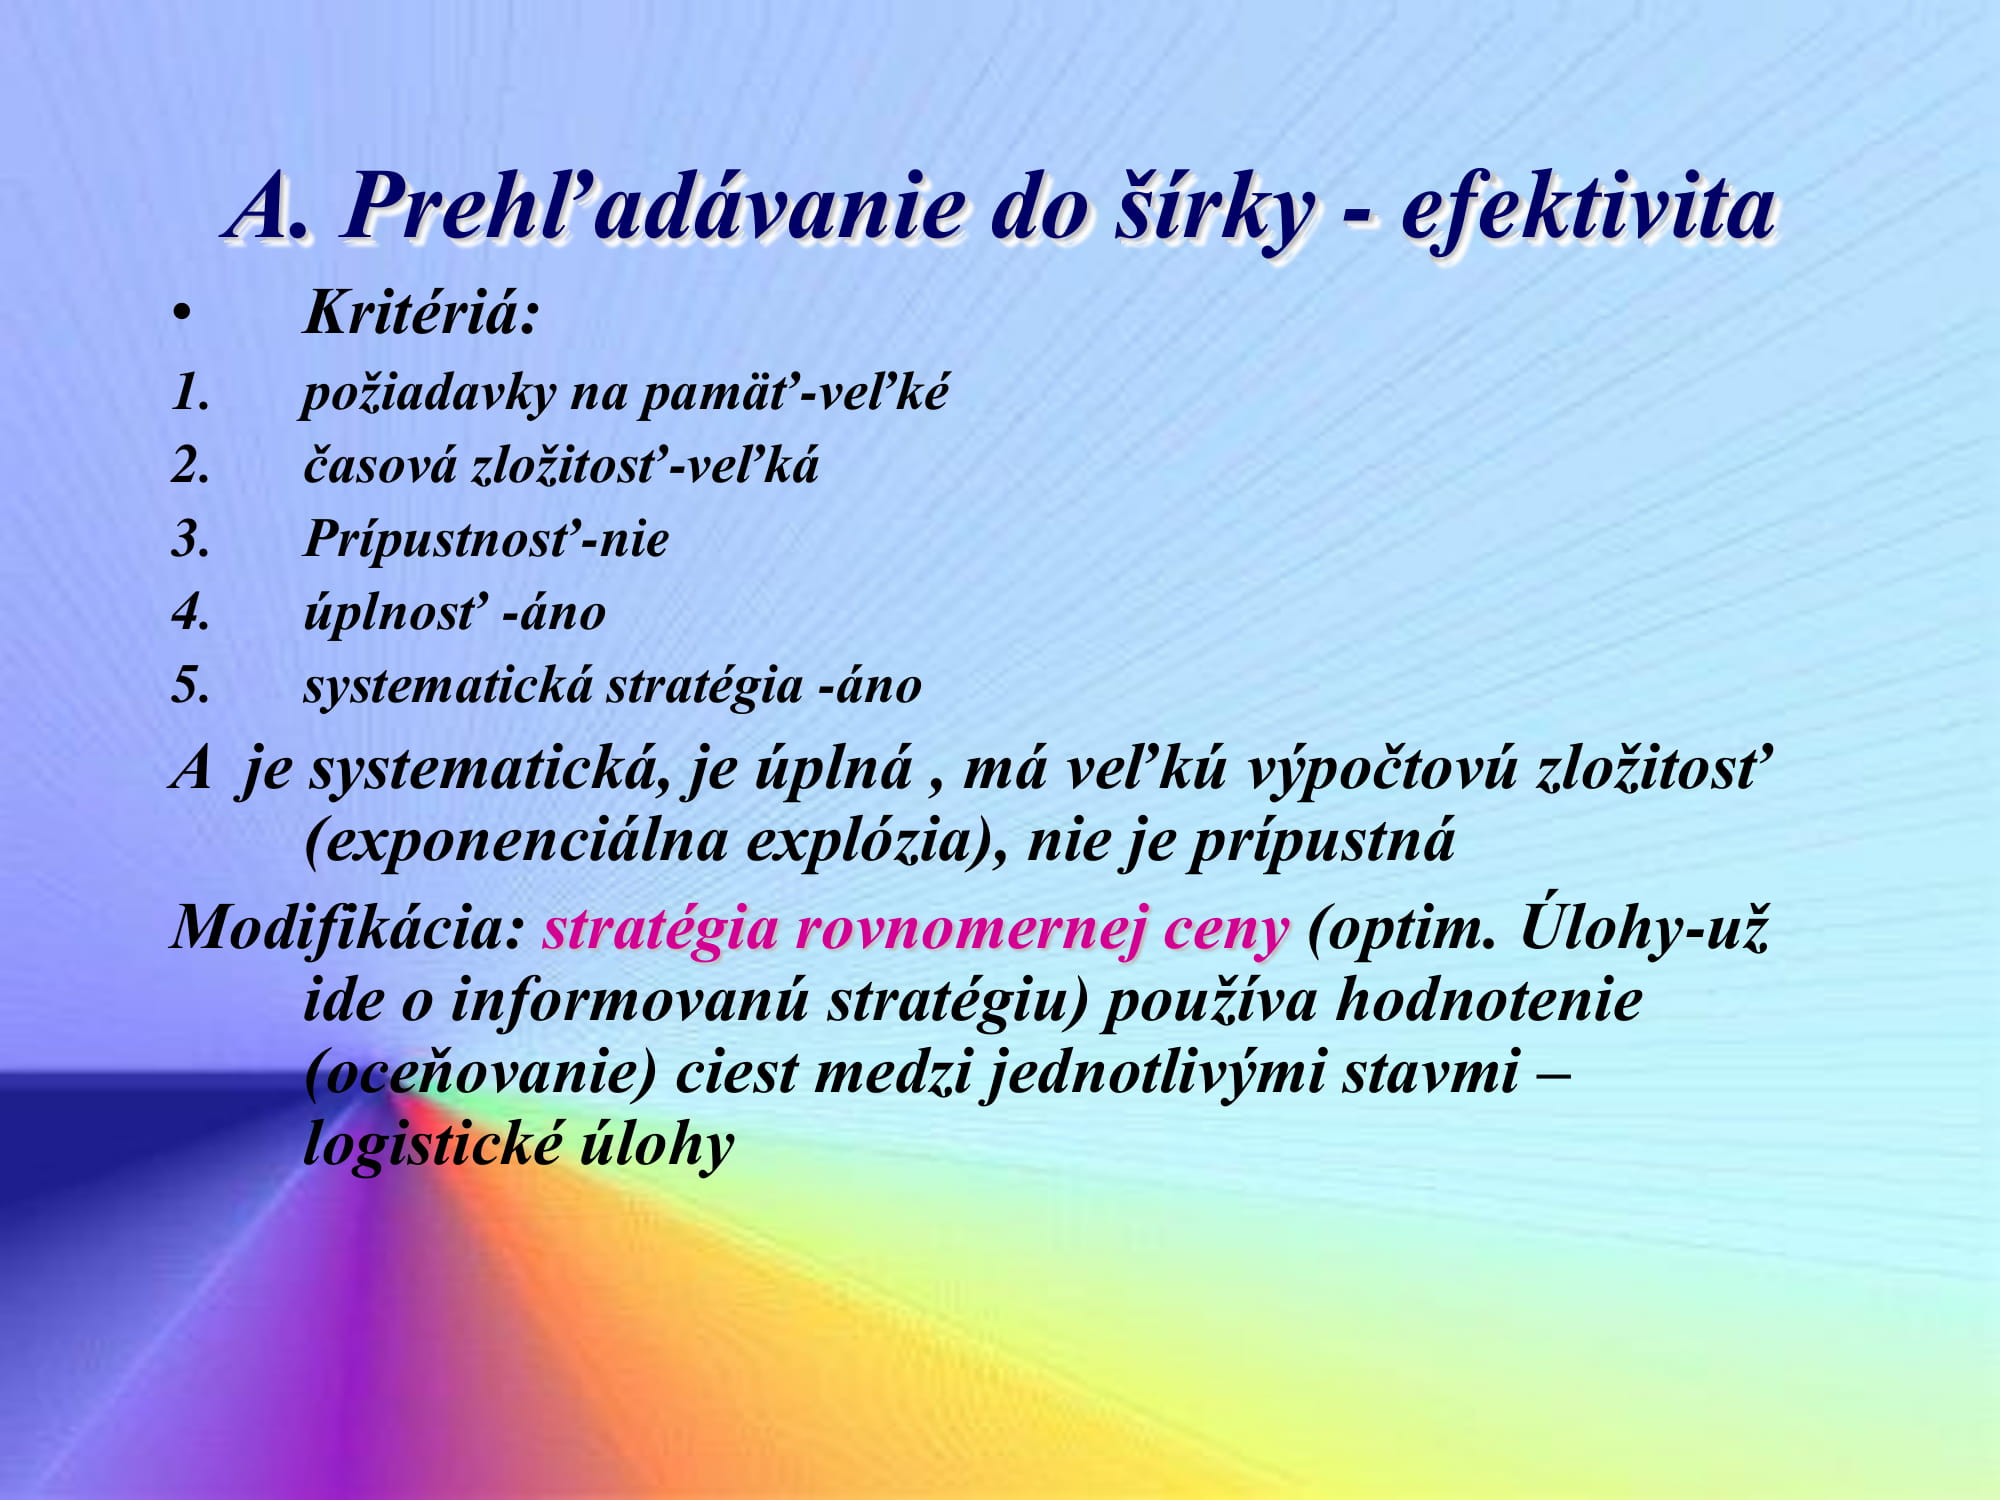 A. Prehľadávanie do šírky - efektivita
• Kritériá:
1. požiadavky na pamäť-veľké
2. časová zložitosť-veľká
3. Prípustnosť-nie
4. úplnosť -áno
5. systematická stratégia -áno
A je systematická, je úplná , má veľkú výpočtovú zložitosť
(exponenciálna explózia), nie je prípustná
Modifikácia: stratégia rovnomernej ceny (optim. Úlohy-už
ide o informovanú stratégiu) používa hodnotenie
(oceňovanie) ciest medzi jednotlivými stavmi –
logistické úlohy